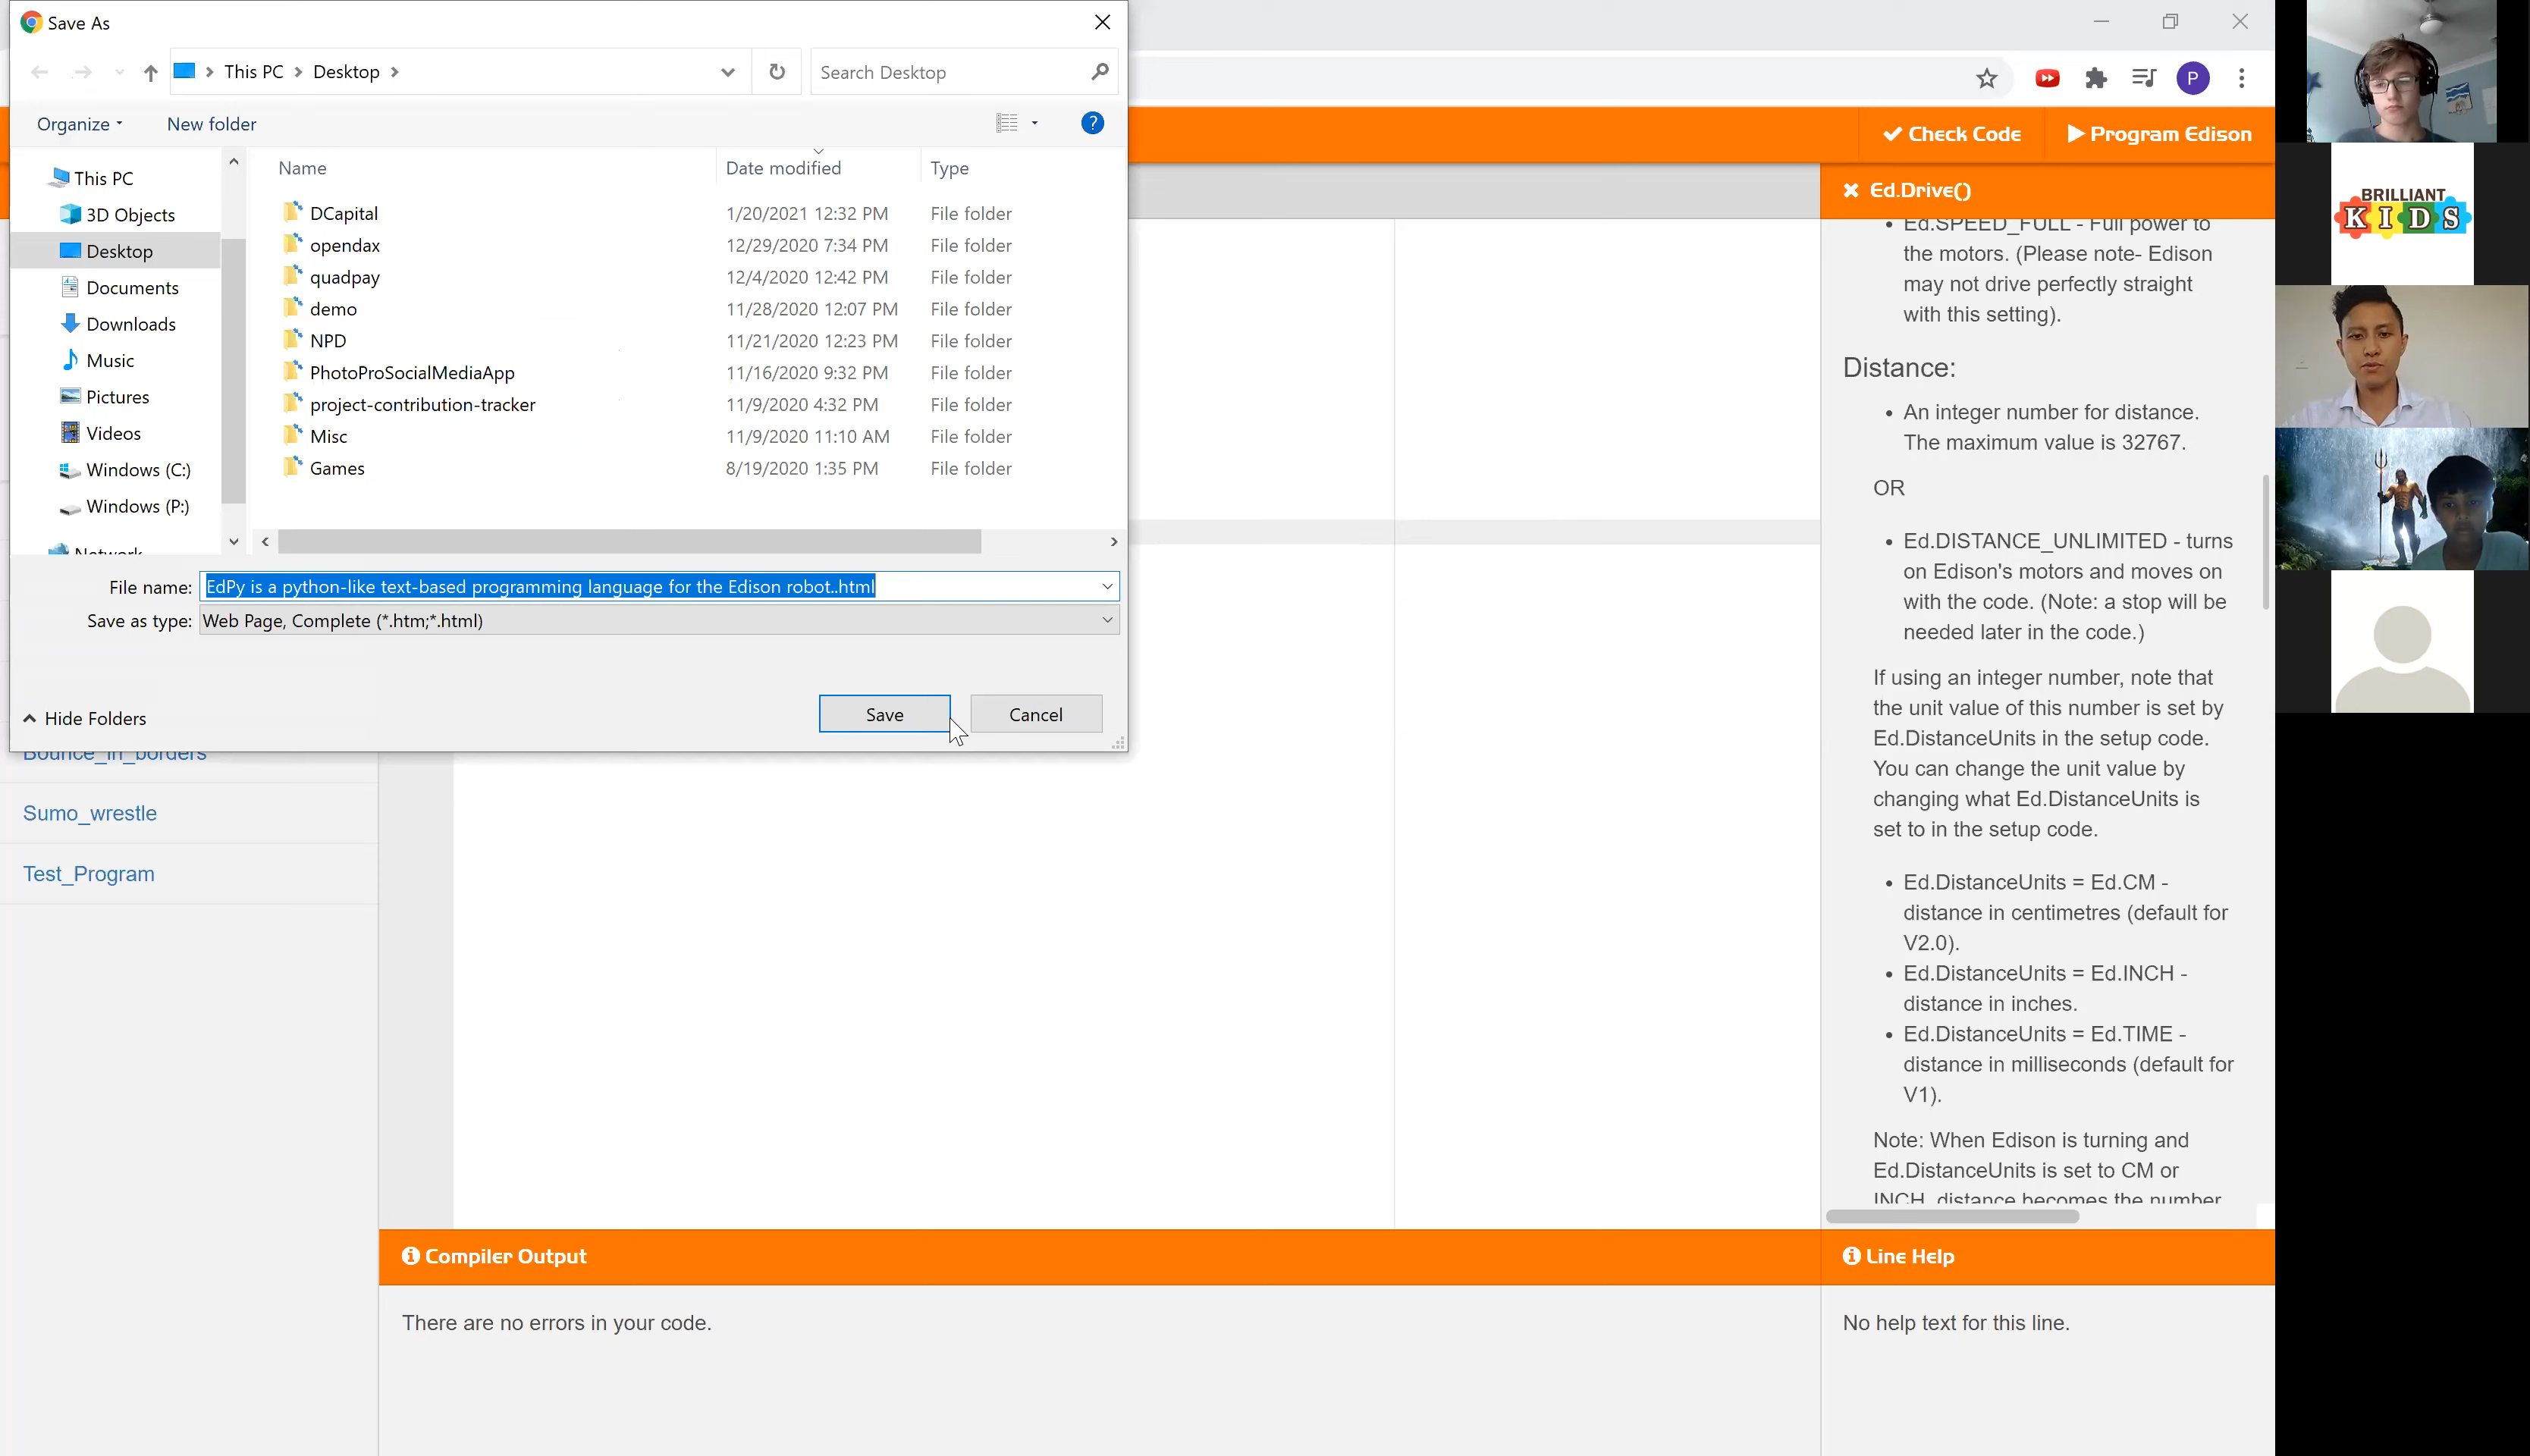 Save As
This PC
Desktop
Search Desktop
Organize
New folder
Name
Date modified
Type
This PC
3D Objects
Desktop
Documents
Downloads
Music
Pictures
Videos
Windows (C:)
Windows (P:)
Network
DCapital 1/20/2021 12:32 PM File folder
opendax 12/29/2020 7:34 PM File folder
quadpay 12/4/2020 12:42 PM File folder
demo 11/28/2020 12:07 PM File folder
NPD 11/21/2020 12:23 PM File folder
PhotoProSocialMediaApp 11/16/2020 9:32 PM File folder
project-contribution-tracker 11/9/2020 4:32 PM File folder
Misc 11/9/2020 11:10 AM File folder
Games 8/19/2020 1:35 PM File folder
File name: EdPy is a python-like text-based programming language for the Edison robot..html
Save as type: Web Page, Complete (*.htm;*.html)
Hide Folders
Save
Cancel
Bounce_in_borders
Sumo_wrestle
Test_Program
P
Check Code
Program Edison
Ed.Drive()
• Ed.SPEED_FULL - Full power to
the motors. (Please note- Edison
may not drive perfectly straight
with this setting).
Distance:
• An integer number for distance.
The maximum value is 32767.
OR
• Ed.DISTANCE_UNLIMITED - turns
on Edison's motors and moves on
with the code. (Note: a stop will be
needed later in the code.)
If using an integer number, note that
the unit value of this number is set by
Ed.DistanceUnits in the setup code.
You can change the unit value by
changing what Ed.DistanceUnits is
set to in the setup code.
• Ed.DistanceUnits = Ed.CM -
distance in centimetres (default for
V2.0).
• Ed.DistanceUnits = Ed.INCH -
distance in inches.
• Ed.DistanceUnits = Ed.TIME -
distance in milliseconds (default for
V1).
Note: When Edison is turning and
Ed.DistanceUnits is set to CM or
INCH, distance becomes the number
Compiler Output
There are no errors in your code.
Line Help
No help text for this line.
BRILLIANT
KIDS